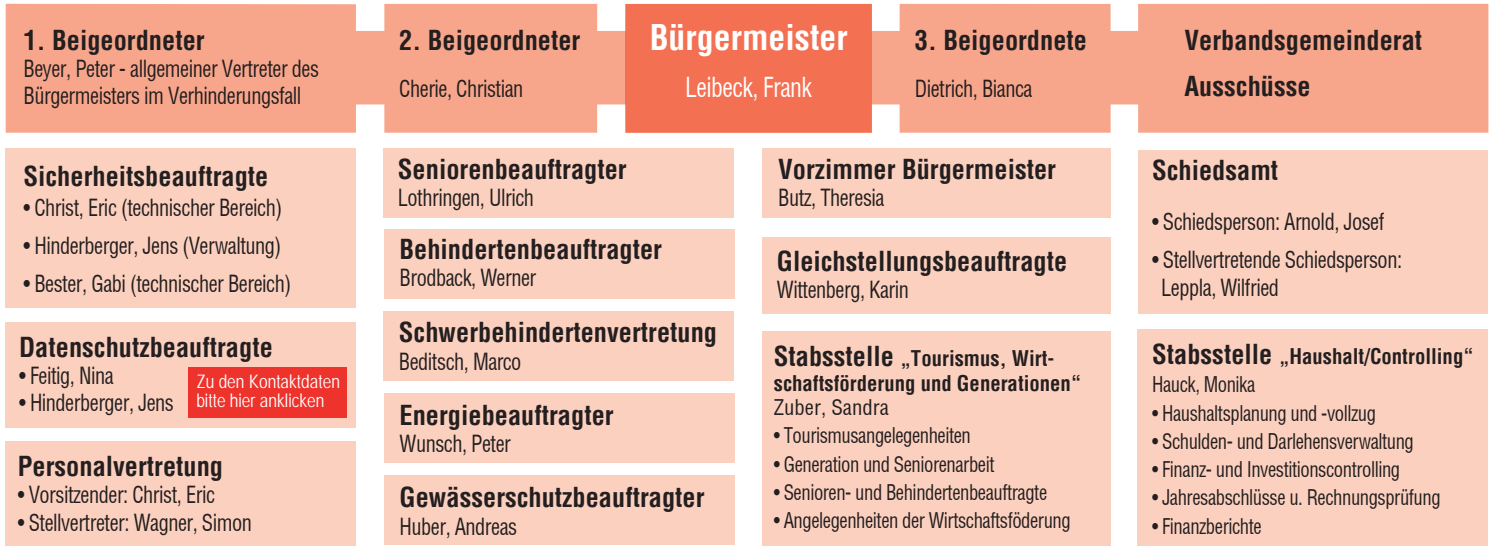 1. Beigeordneter
Beyer, Peter - allgemeiner Vertreter des
Bürgermeisters im Verhinderungsfall
2. Beigeordneter
Cherie, Christian
Bürgermeister
Leibeck, Frank
3. Beigeordnete
Dietrich, Bianca
Verbandsgemeinderat
Ausschüsse
Sicherheitsbeauftragte
• Christ, Eric (technischer Bereich)
• Hinderberger, Jens (Verwaltung)
• Bester, Gabi (technischer Bereich)
Datenschutzbeauftragte
• Feitig, Nina
• Hinderberger, Jens
Zu den Kontaktdaten
bitte hier anklicken
Personalvertretung
• Vorsitzender: Christ, Eric
• Stellvertreter: Wagner, Simon
Seniorenbeauftragter
Lothringen, Ulrich
Behindertenbeauftragter
Brodback, Werner
Schwerbehindertenvertretung
Beditsch, Marco
Energiebeauftragter
Wunsch, Peter
Gewässerschutzbeauftragter
Huber, Andreas
Vorzimmer Bürgermeister
Butz, Theresia
Gleichstellungsbeauftragte
Wittenberg, Karin
Stabsstelle „Tourismus, Wirt-
schaftsförderung und Generationen“
Zuber, Sandra
• Tourismusangelegenheiten
• Generation und Seniorenarbeit
• Senioren- und Behindertenbeauftragte
• Angelegenheiten der Wirtschaftsföderung
Schiedsamt
• Schiedsperson: Arnold, Josef
• Stellvertretende Schiedsperson:
Leppla, Wilfried
Stabsstelle „Haushalt/Controlling“
Hauck, Monika
• Haushaltsplanung und -vollzug
• Schulden- und Darlehensverwaltung
• Finanz- und Investitionscontrolling
• Jahresabschlüsse u. Rechnungsprüfung
• Finanzberichte